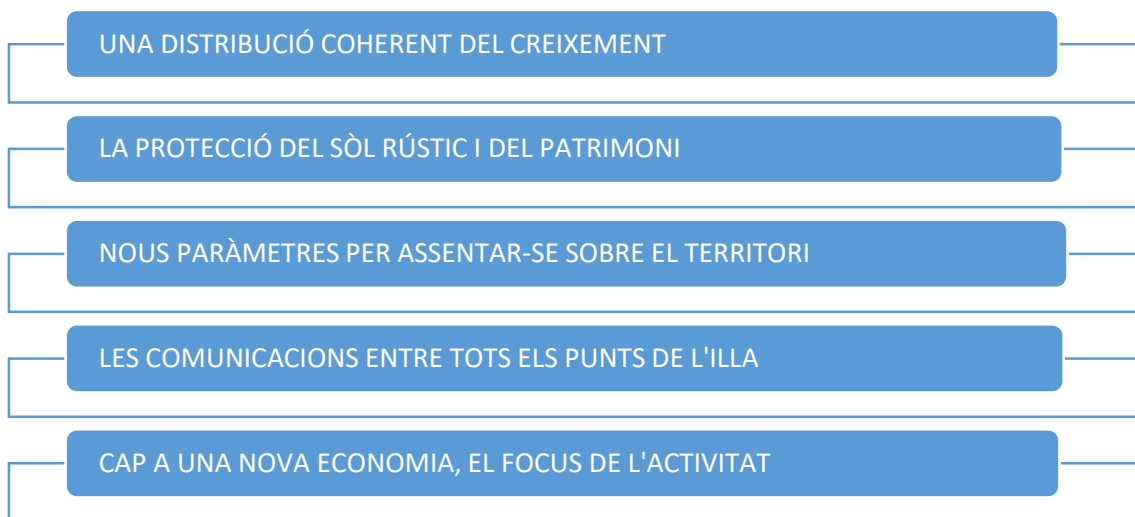 UNA DISTRIBUCIÓ COHERENT DEL CREIXEMENT
LA PROTECCIÓ DEL SÒL RÚSTIC I DEL PATRIMONI
NOUS PARÀMETRES PER ASSENTAR-SE SOBRE EL TERRITORI
LES COMUNICACIONS ENTRE TOTS ELS PUNTS DE L'ILLA
CAP A UNA NOVA ECONOMIA, EL FOCUS DE L'ACTIVITAT